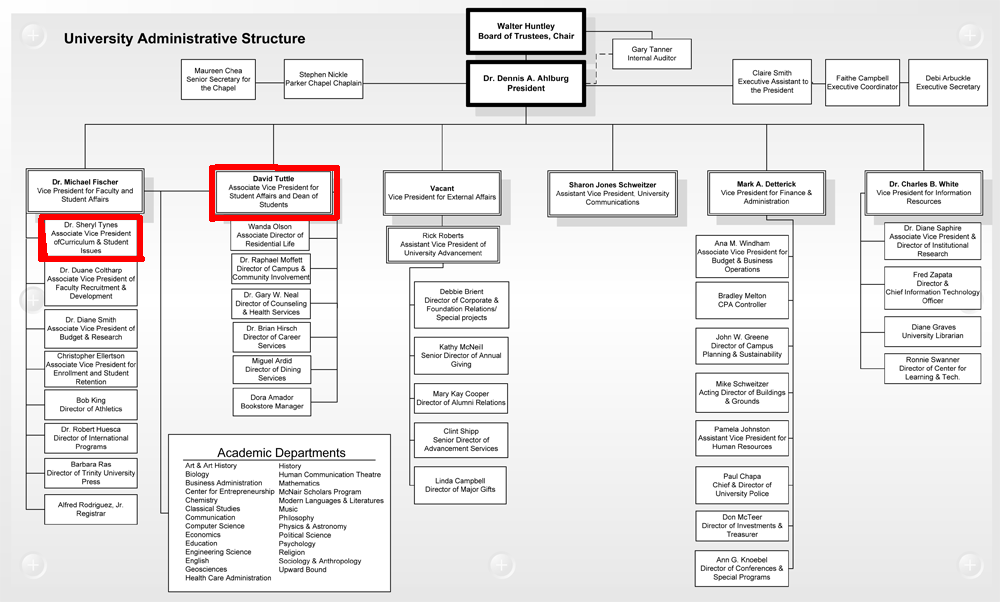 University Administrative Structure
Walter Huntley
Board of Trustees, Chair
Gary Tanner
Internal Auditor
Dr. Dennis A. Ahlburg
President
Maureen Chea
Senior Secretary for
the Chapel
Stephen Nickle
Parker Chapel Chaplain
Claire Smith
Executive Assistant to
the President
Faithe Campbell
Executive Coordinator
Debi Arbuckle
Executive Secretary
Dr. Michael Fischer
Vice President for Faculty and
Student Affairs
Dr. Sheryl Tynes
Associate Vice President
ofCurriculum & Student
Issues
Dr. Duane Coltharp
Associate Vice President of
Faculty Recruitment &
Development
Dr. Diane Smith
Associate Vice President of
Budget & Research
Christopher Ellertson
Associate Vice President for
Enrollment and Student
Retention
Bob King
Director of Athletics
Dr. Robert Huesca
Director of International
Programs
Barbara Ras
Director of Trinity University
Press
Alfred Rodriguez, Jr.
Registrar
David Tuttle
Associate Vice President for
Student Affairs and Dean of
Students
Wanda Olson
Associate Director of
Residential Life
Dr. Raphael Moffett
Director of Campus &
Community Involvement
Dr. Gary W. Neal
Director of Counseling
& Health Services
Dr. Brian Hirsch
Director of Career
Services
Miguel Ardid
Director of Dining
Services
Dora Amador
Bookstore Manager
Academic Departments
Art & Art History
Biology
Business Administration
Center for Entrepreneurship
Chemistry
Classical Studies
Communication
Computer Science
Economics
Education
Engineering Science
English
Geosciences
Health Care Administration
History
Human Communication Theatre
Mathematics
McNair Scholars Program
Modern Languages & Literatures
Music
Philosophy
Physics & Astronomy
Political Science
Psychology
Religion
Sociology & Anthropology
Upward Bound
Vacant
Vice President for External Affairs
Rick Roberts
Assistant Vice President of
University Advancement
Debbie Brient
Director of Corporate &
Foundation Relations/
Special projects
Kathy McNeill
Senior Director of Annual
Giving
Mary Kay Cooper
Director of Alumni Relations
Clint Shipp
Senior Director of
Advancement Services
Linda Campbell
Director of Major Gifts
Sharon Jones Schweitzer
Assistant Vice President. University
Communications
Mark A. Detterick
Vice President for Finance &
Administration
Ana M. Windham
Associate Vice President for
Budget & Business
Operations
Bradley Melton
CPA Controller
John W. Greene
Director of Campus
Planning & Sustainability
Mike Schweitzer
Acting Director of Buildings
& Grounds
Pamela Johnston
Assistant Vice President for
Human Resources
Paul Chapa
Chief & Director of
University Police
Don McTeer
Director of Investments &
Treasurer
Ann G. Knoebel
Director of Conferences &
Special Programs
Dr. Charles B. White
Vice President for Information
Resources
Dr. Diane Saphire
Associate Vice President &
Director of Institutional
Research
Fred Zapata
Director &
Chief Information Technology
Officer
Diane Graves
University Librarian
Ronnie Swanner
Director of Center for
Learning & Tech.